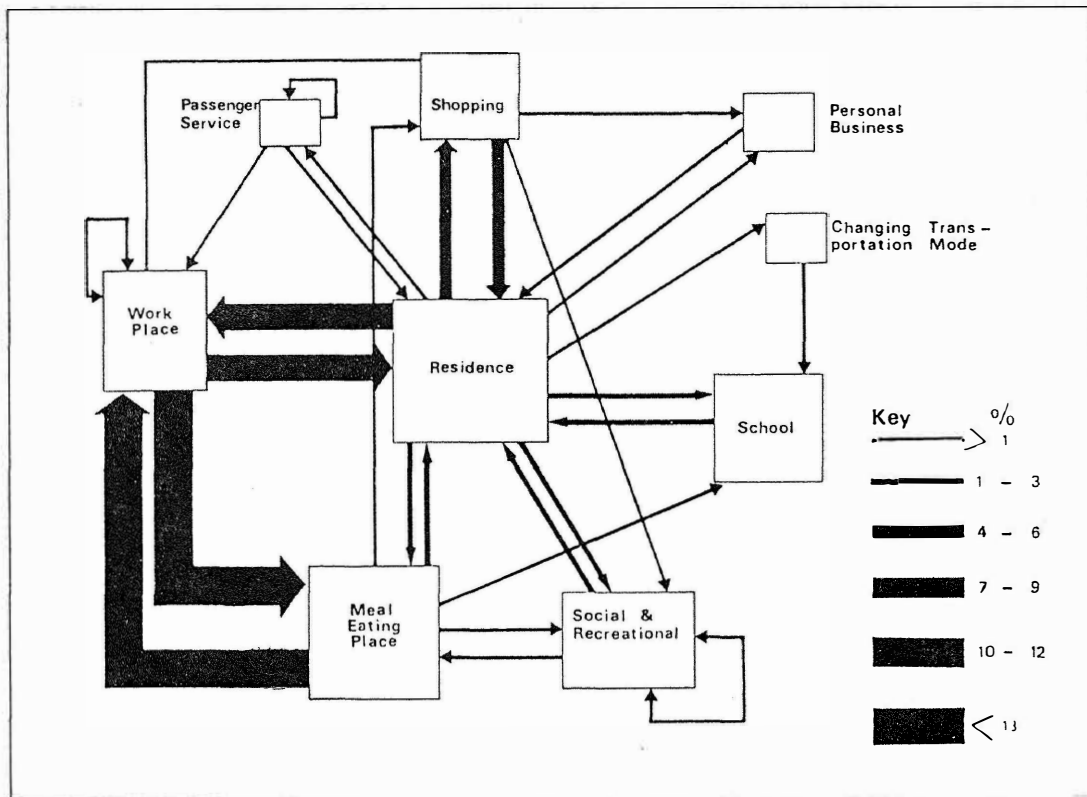 Passenger
Service
Shopping
Personal
Business
Changing Trans-
portation Mode
Work
Place
Residence
School
Meal
Eating
Place
Social &
Recreational
Key %
> 1
1 - 3
4 - 6
7 - 9
10 - 12
< 13